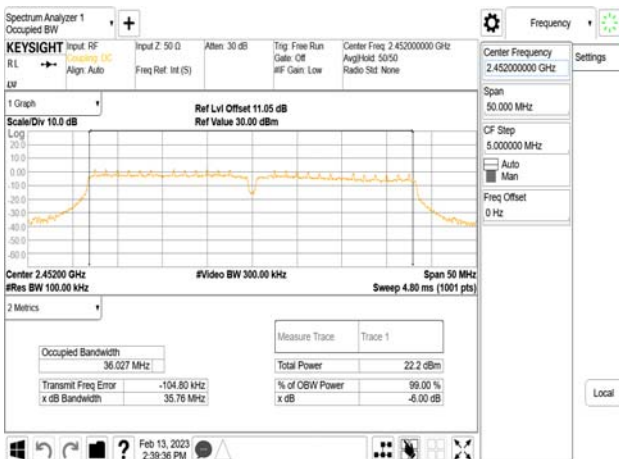 Spectrum Analyzer 1
Occupied BW
KEYSIGHT
RL
Input: RF
Coupling: DC
Align: Auto
Input Z: 50 Ω
Freq Ref: Int (S)
Atten: 30 dB
Trig: Free Run
Gate: Off
#IF Gain: Low
Center Freq: 2.452000000 GHz
Avg|Hold: 50/50
Radio Std: None
1 Graph
Scale/Div 10.0 dB
Ref Lvl Offset 11.05 dB
Ref Value 30.00 dBm
Log
20.0
10.0
0.00
-10.0
-20.0
-30.0
-40.0
-50.0
-60.0
Center 2.45200 GHz
#Res BW 100.00 kHz
#Video BW 300.00 kHz
Span 50 MHz
Sweep 4.80 ms (1001 pts)
2 Metrics
Measure Trace Trace 1
Occupied Bandwidth
36.027 MHz
Total Power 22.2 dBm
Transmit Freq Error -104.80 kHz
% of OBW Power 99.00 %
x dB Bandwidth 35.76 MHz
x dB -6.00 dB
Feb 13, 2023
2:39:36 PM
Frequency
Center Frequency
2.452000000 GHz
Settings
Span
50.000 MHz
CF Step
5.000000 MHz
Auto
Man
Freq Offset
0 Hz
Local